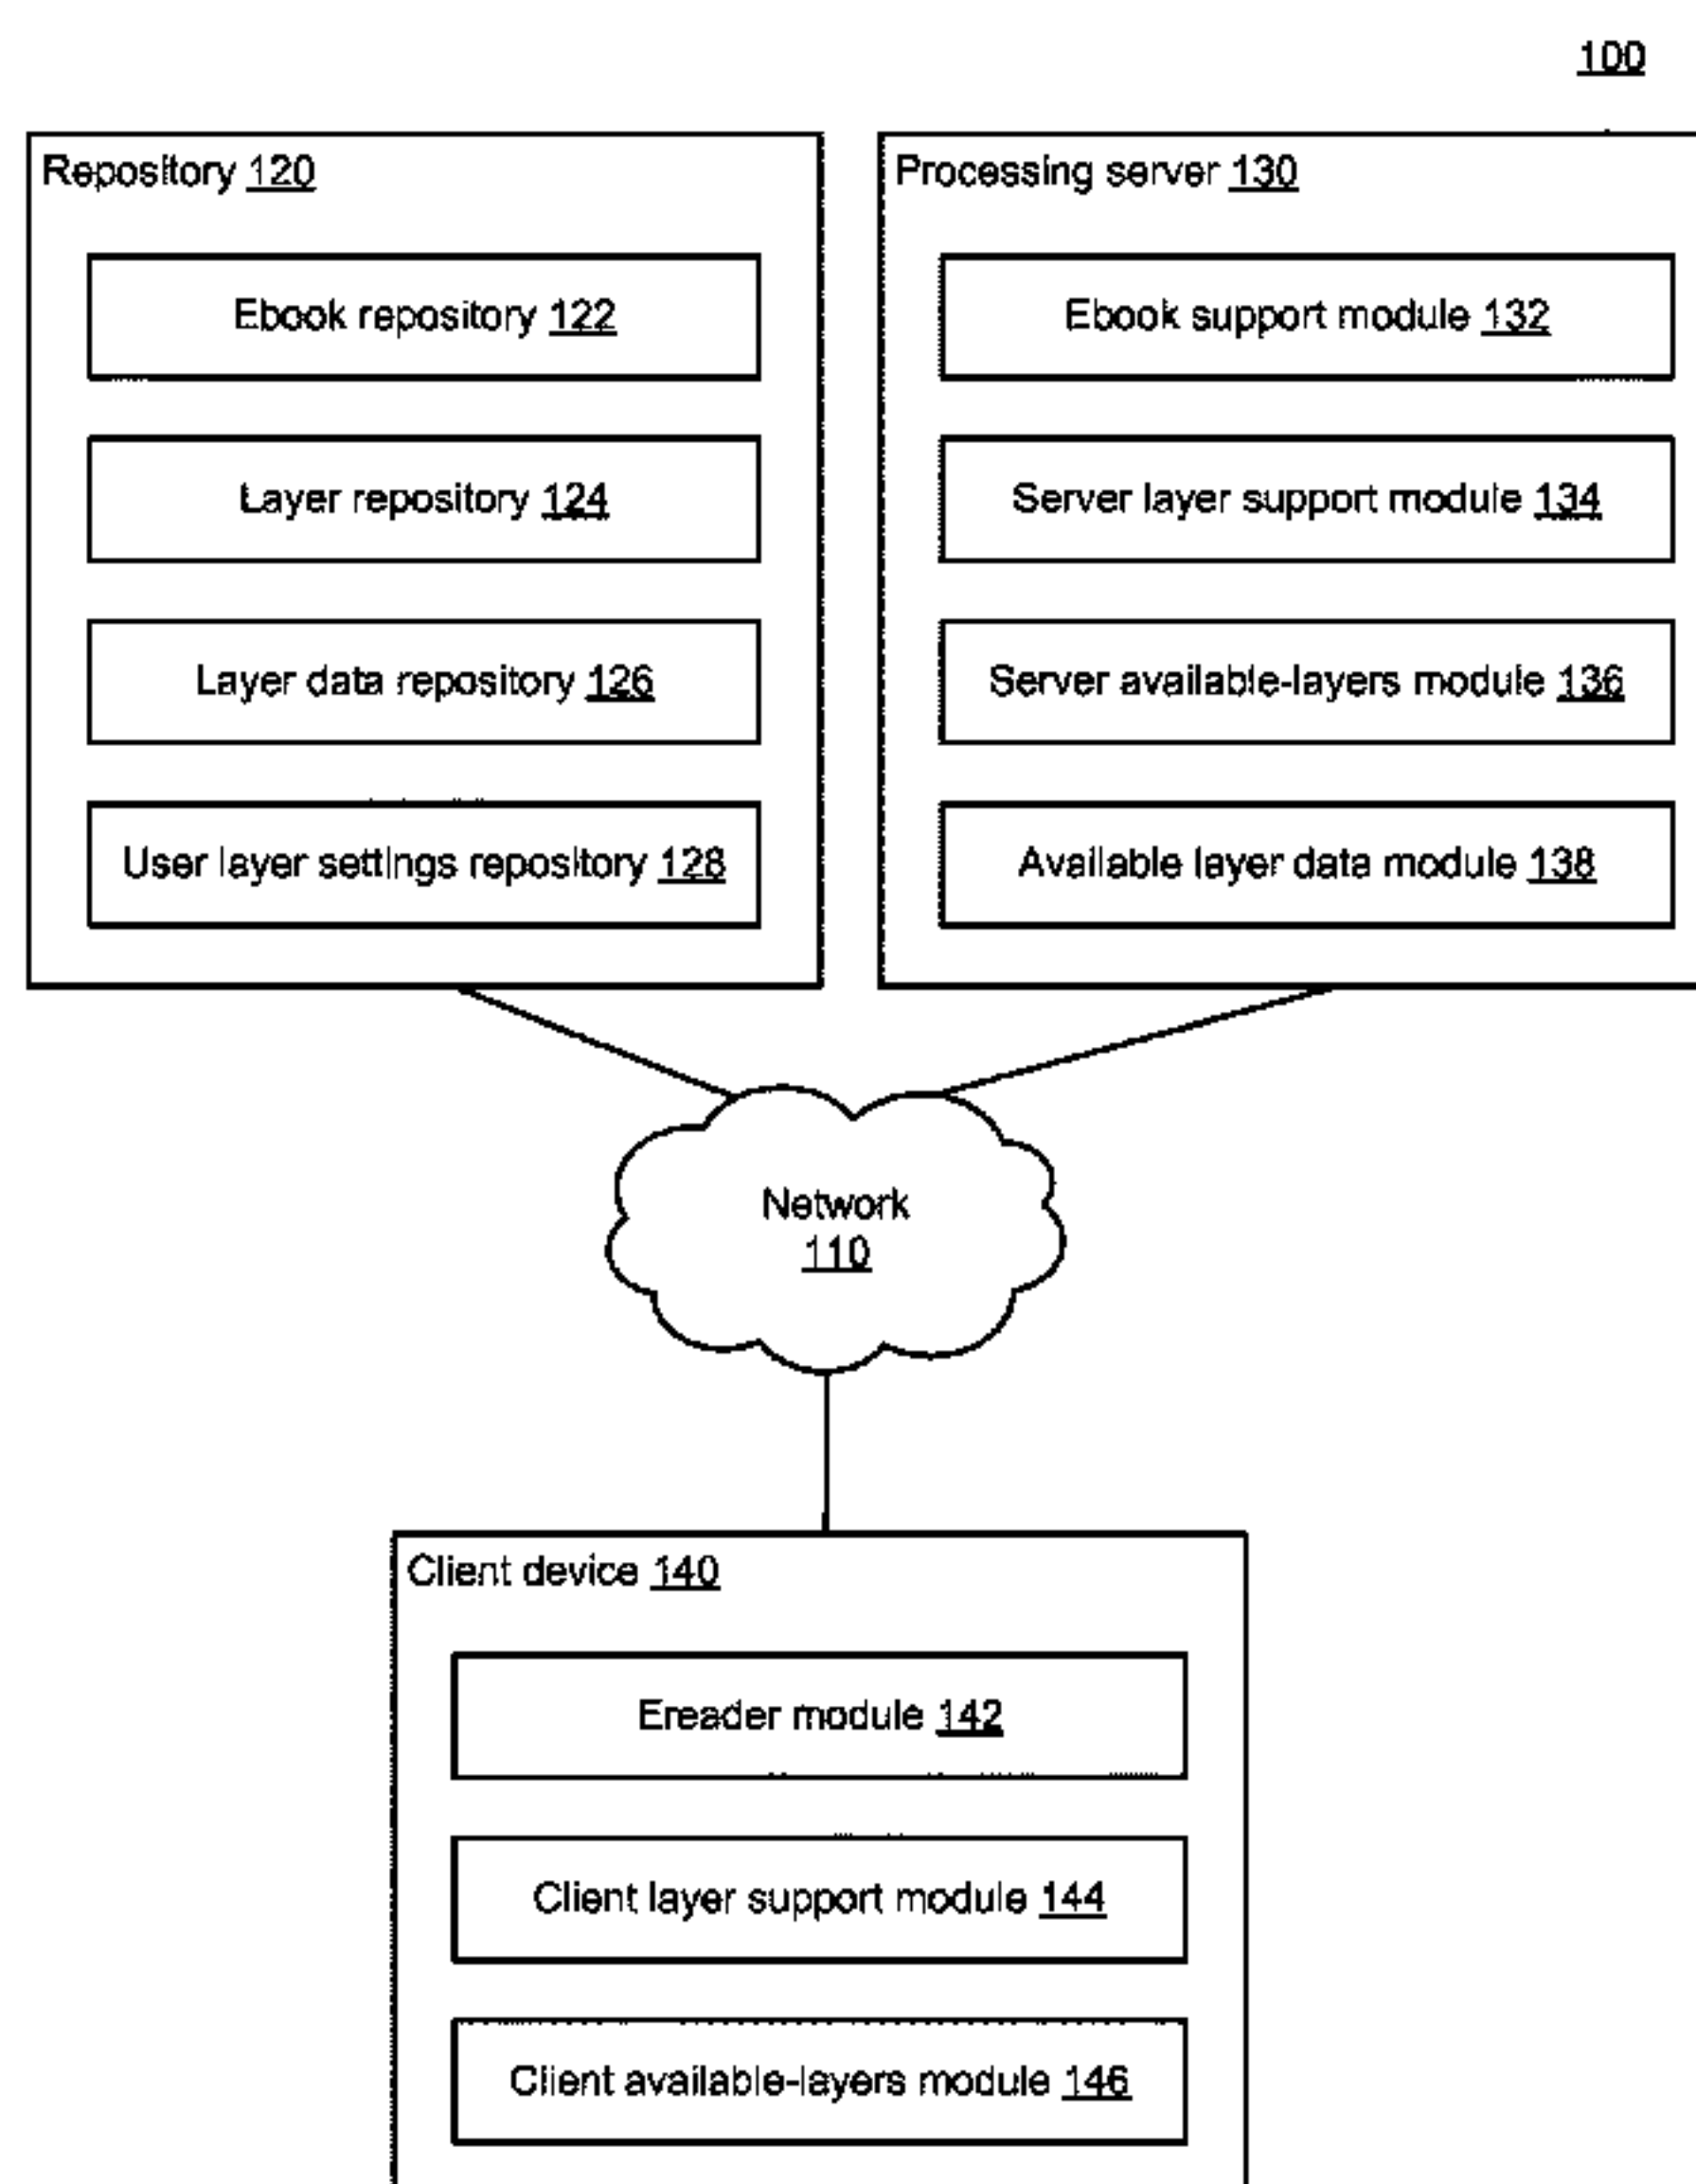 100
Repository 120
Ebook repository 122
Layer repository 124
Layer data repository 126
User layer settings repository 128
Processing server 130
Ebook support module 132
Server layer support module 134
Server available-layers module 136
Available layer data module 138
Network
110
Client device 140
Ereader module 142
Client layer support module 144
Client available-layers module 146